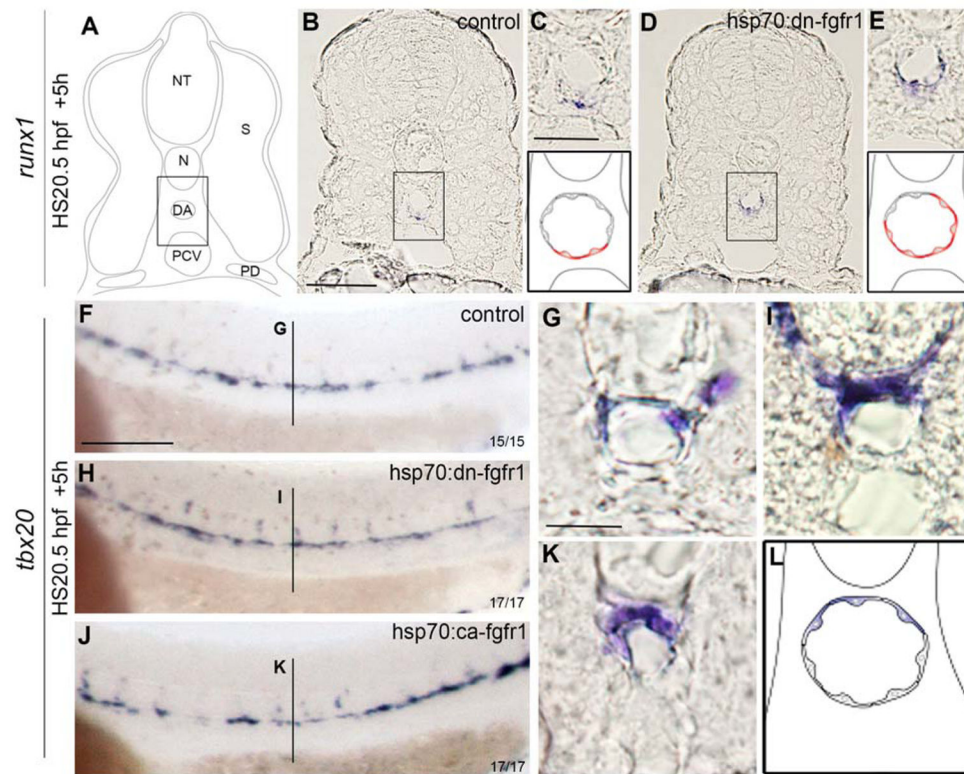 runx1
HS20.5 hpf +5h
A
NT
S
N
DA
PCV
PD
B
control
C
D
hsp70:dn-fgfr1
E
tbx20
HS20.5 hpf +5h
F
control
G
15/15
H
hsp70:dn-fgfr1
I
17/17
J
hsp70:ca-fgfr1
K
17/17
G
I
K
L